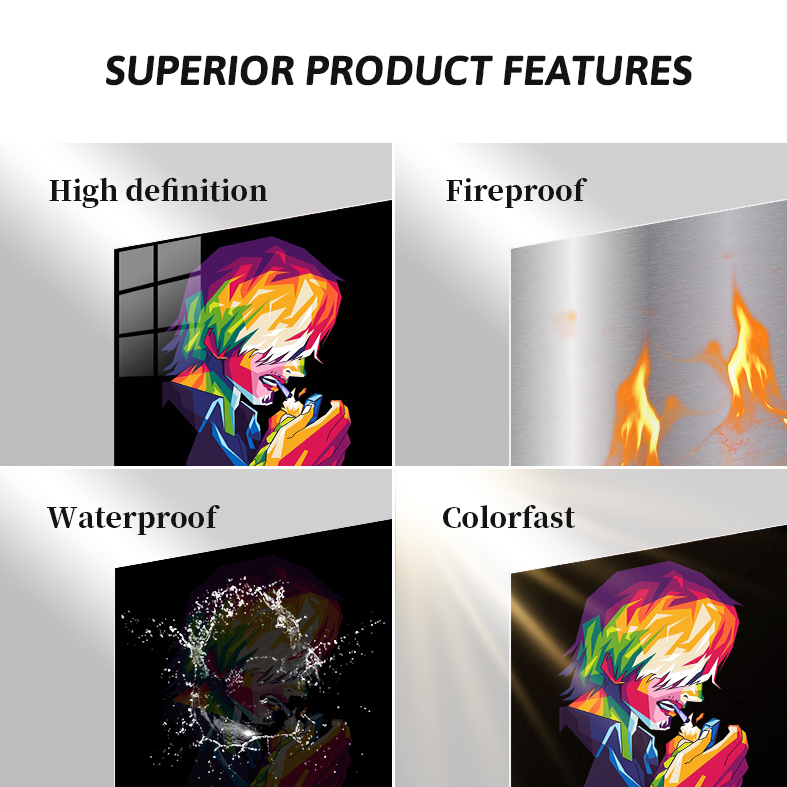 SUPERIOR PRODUCT FEATURES
High definition
Fireproof
Waterproof
Colorfast